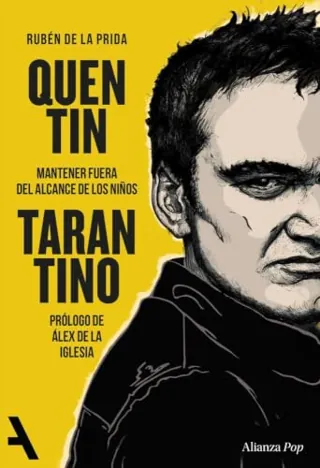 RUBÉN DE LA PRIDA
QUEN
TIN
MANTENER FUERA
DEL ALCANCE DE LOS NIÑOS
TARAN
TINO
PRÓLOGO DE
ÁLEX DE LA
IGLESIA
Alianza Pop